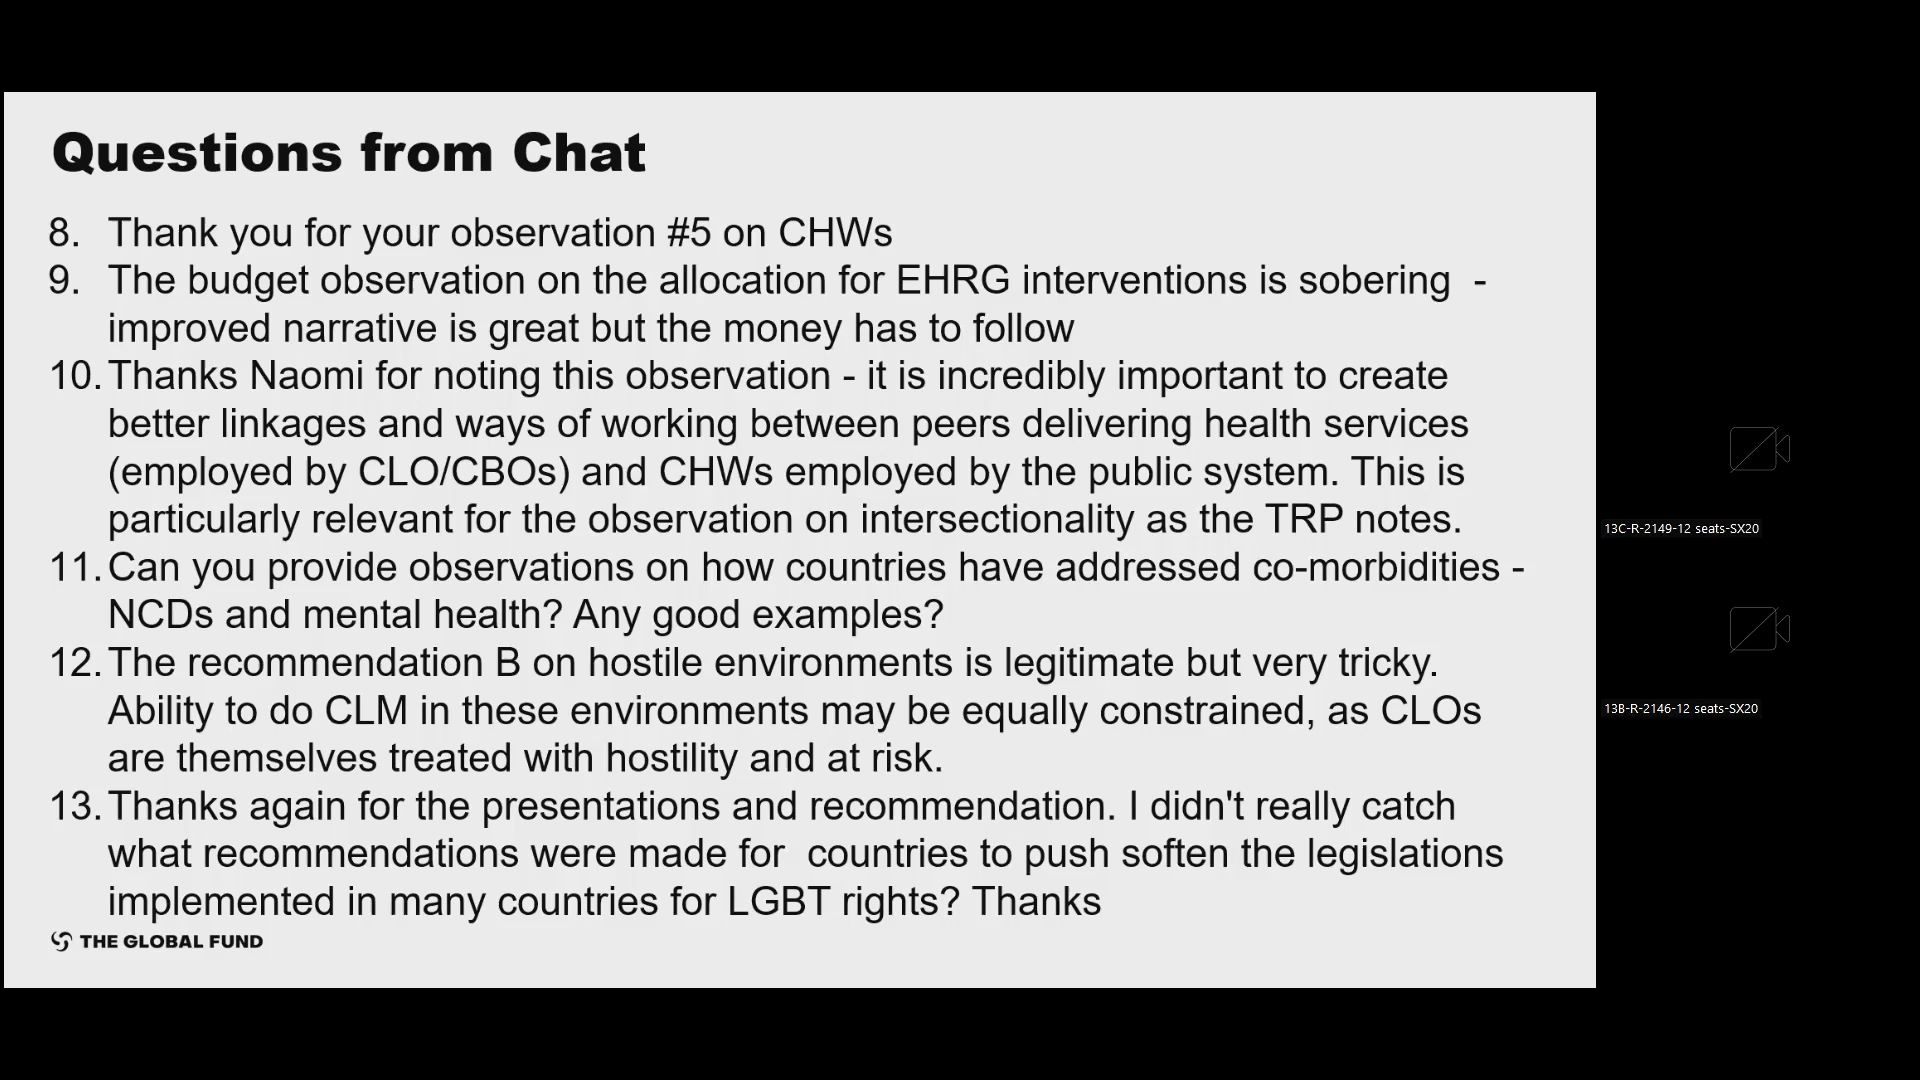 Questions from Chat
8. Thank you for your observation #5 on CHWs
9. The budget observation on the allocation for EHRG interventions is sobering  -
improved narrative is great but the money has to follow
10. Thanks Naomi for noting this observation - it is incredibly important to create
better linkages and ways of working between peers delivering health services
(employed by CLO/CBOs) and CHWs employed by the public system. This is
particularly relevant for the observation on intersectionality as the TRP notes.
11. Can you provide observations on how countries have addressed co-morbidities -
NCDs and mental health? Any good examples?
12. The recommendation B on hostile environments is legitimate but very tricky.
Ability to do CLM in these environments may be equally constrained, as CLOs
are themselves treated with hostility and at risk.
13. Thanks again for the presentations and recommendation. I didn't really catch
what recommendations were made for  countries to push soften the legislations
implemented in many countries for LGBT rights? Thanks
THE GLOBAL FUND
13C-R-2149-12 seats-SX20
13B-R-2146-12 seats-SX20